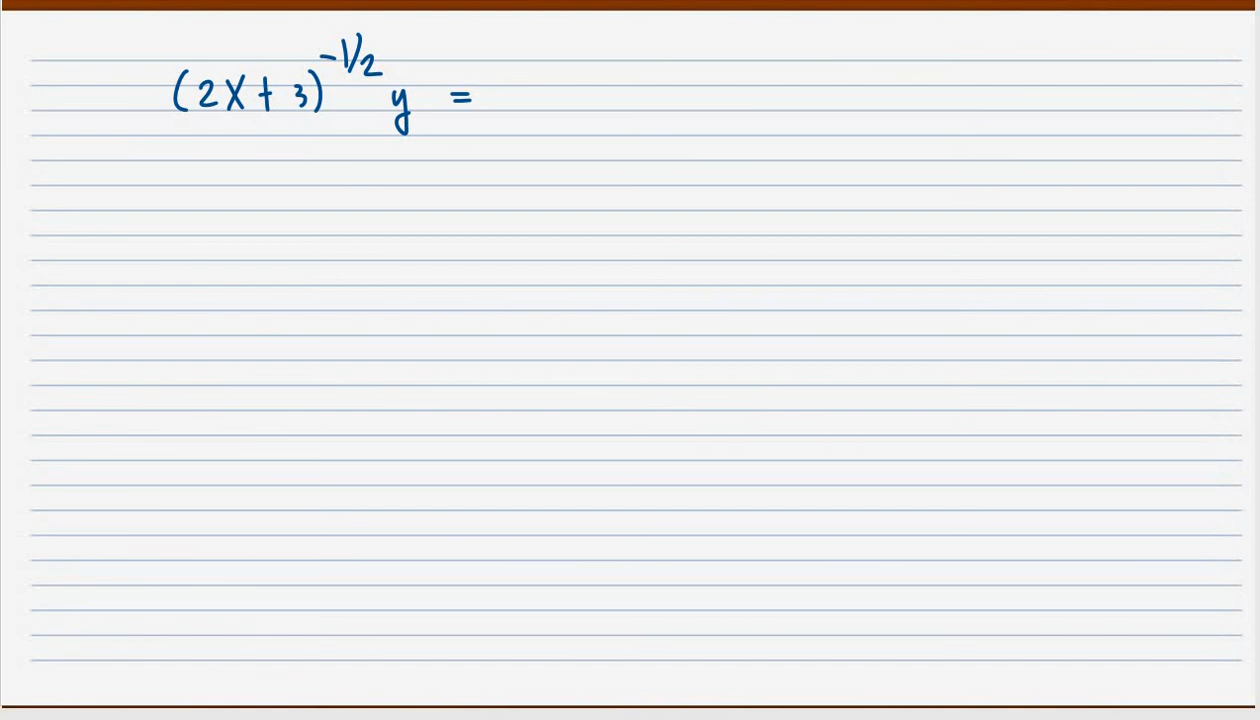 (2x + 3)^{-1/2} y =